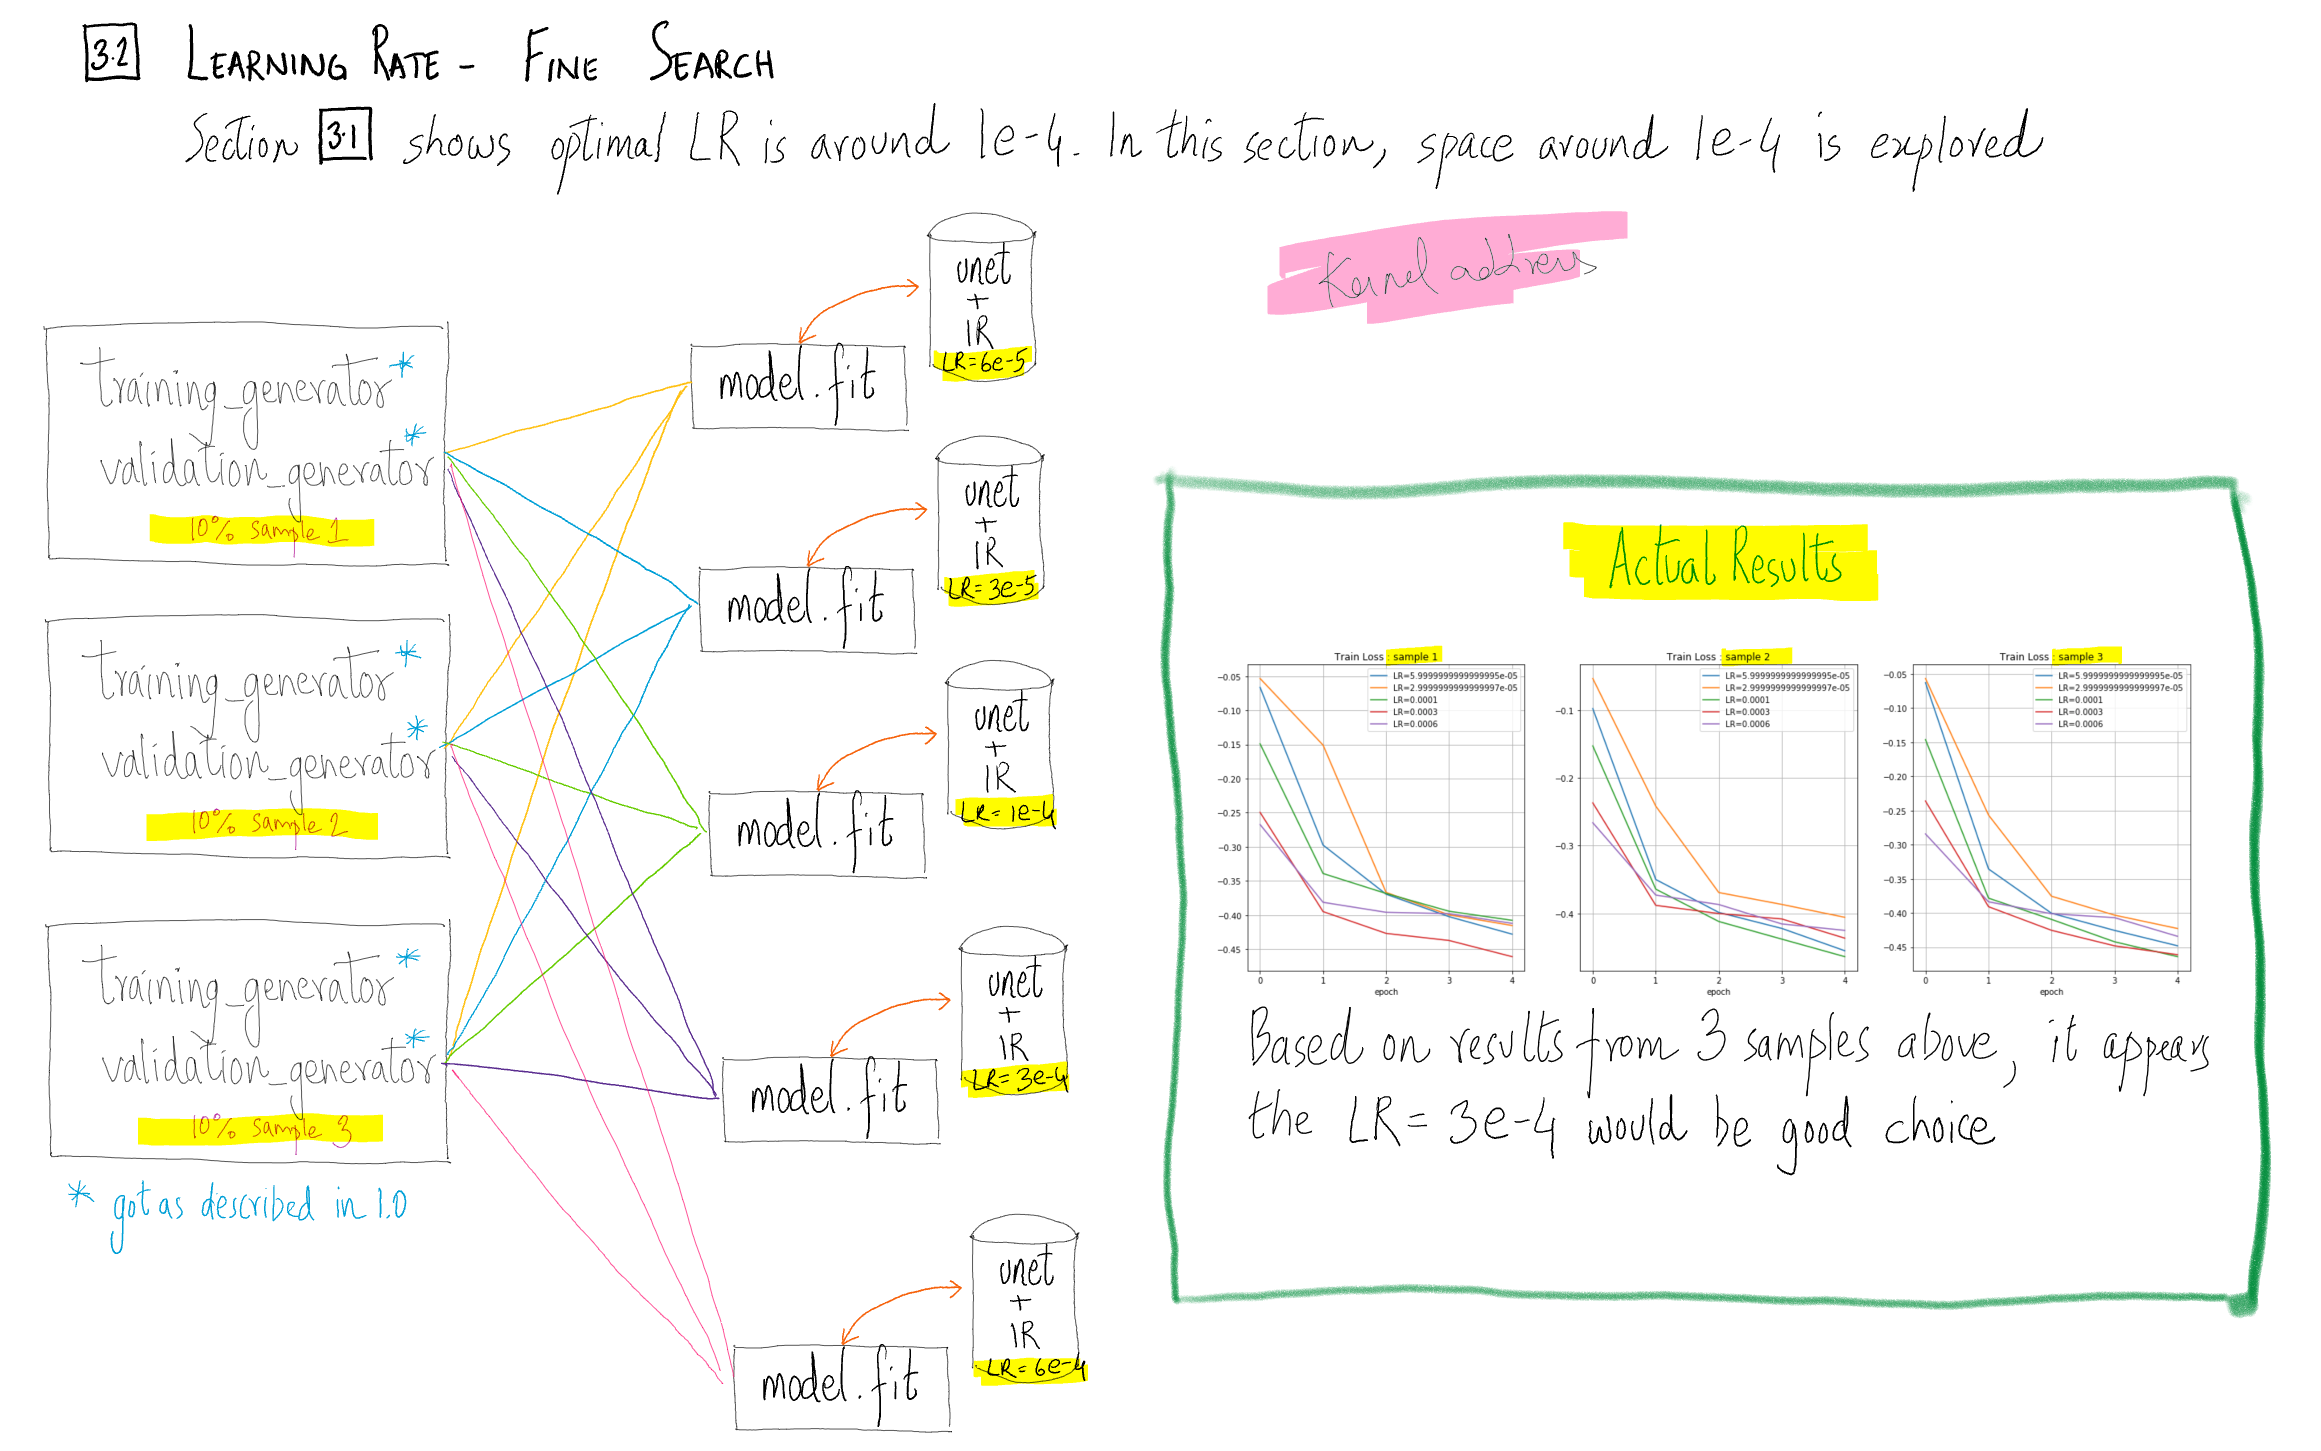 3.2 LEARNING RATE - FINE SEARCH
Section 3.1 shows optimal LR is around 1e-4. In this section, space around 1e-4 is explored
Kernel address
training_generator*
validation_generator*
10% sample 1
training_generator*
validation_generator*
10% sample 2
training_generator*
validation_generator*
10% sample 3
* got as described in 1.0
model.fit
unet
+
IR
LR=6e-5
model.fit
unet
+
IR
LR=3e-5
model.fit
unet
+
IR
LR=1e-4
model.fit
unet
+
IR
LR=3e-4
model.fit
unet
+
IR
LR=6e-4
Actual Results
Train Loss : sample 1
LR=5.9999999999999995e-05
LR=2.9999999999999997e-05
LR=0.0001
LR=0.0003
LR=0.0006
-0.05
-0.10
-0.15
-0.20
-0.25
-0.30
-0.35
-0.40
-0.45
0 1 2 3 4
epoch
Train Loss : sample 2
LR=5.9999999999999995e-05
LR=2.9999999999999997e-05
LR=0.0001
LR=0.0003
LR=0.0006
-0.1
-0.2
-0.3
-0.4
0 1 2 3 4
epoch
Train Loss : sample 3
LR=5.9999999999999995e-05
LR=2.9999999999999997e-05
LR=0.0001
LR=0.0003
LR=0.0006
-0.05
-0.10
-0.15
-0.20
-0.25
-0.30
-0.35
-0.40
-0.45
0 1 2 3 4
epoch
Based on results from 3 samples above, it appears
the LR = 3e-4 would be good choice